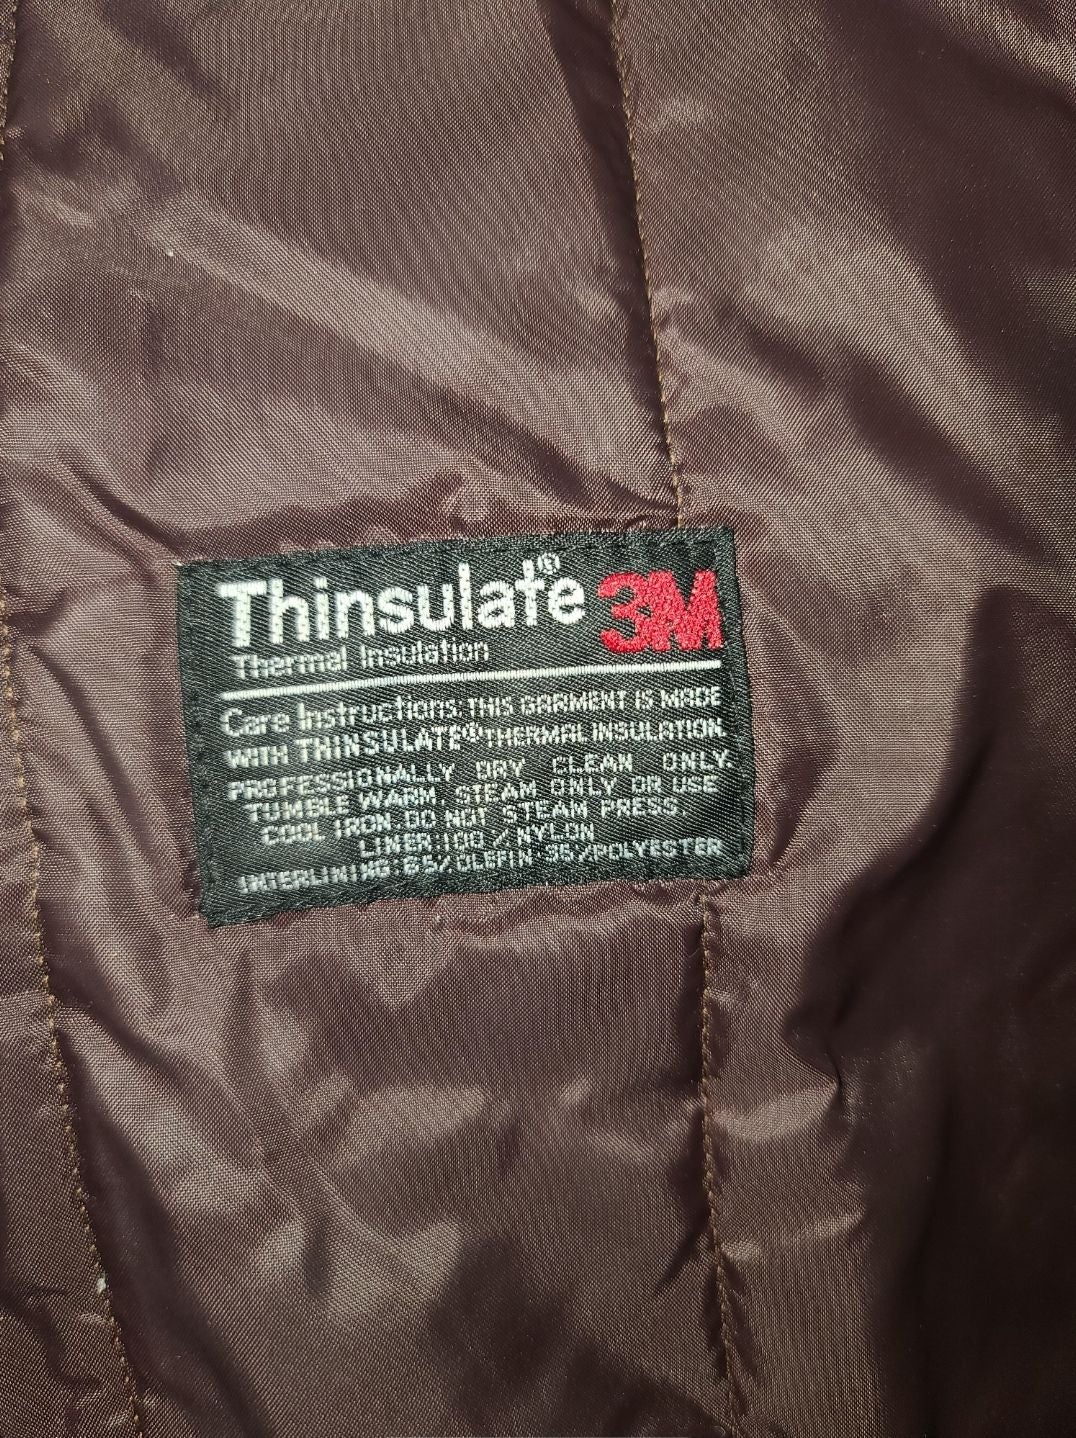 Thinsulate® 3M
Thermal Insulation
Care Instructions: THIS GARMENT IS MADE
WITH THINSULATE® THERMAL INSULATION.
PROFESSIONALLY DRY CLEAN ONLY.
TUMBLE WARM, STEAM ONLY OR USE
COOL IRON DO NOT STEAM PRESS.
LINER:100/NYLON
INTERLINING:65/OLEFIN 35/POLYESTER